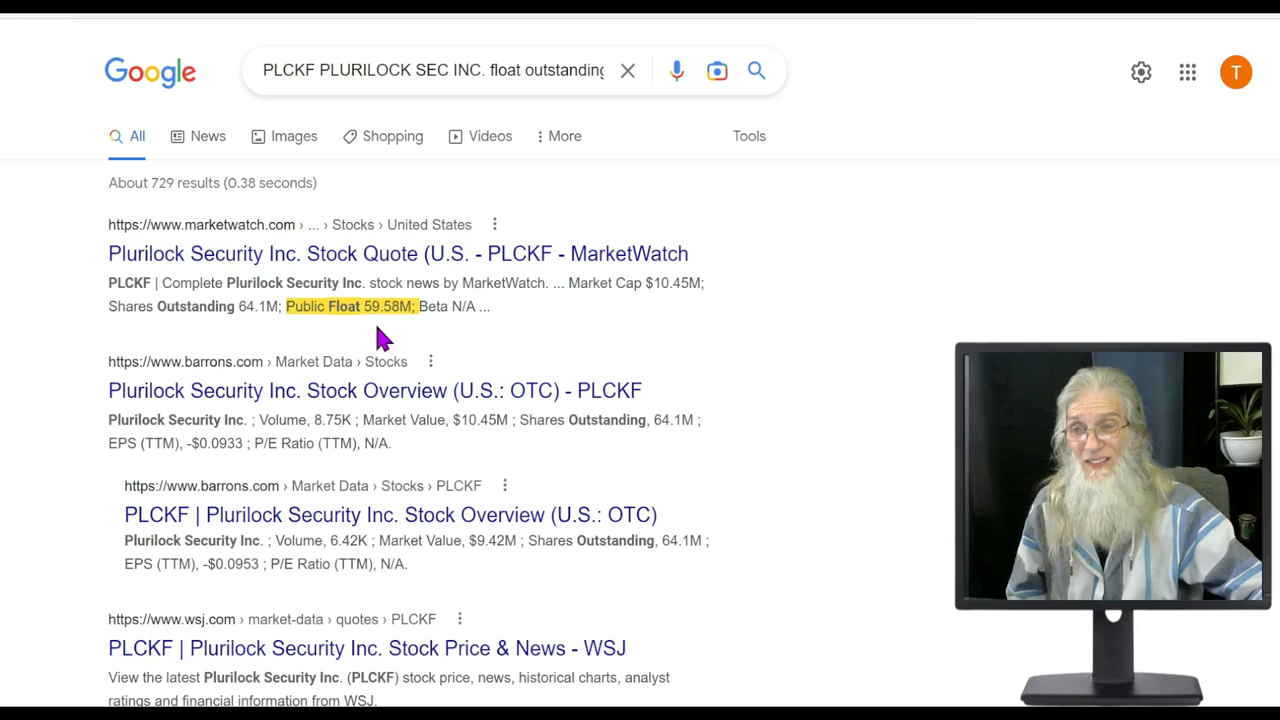 Google
PLCKF PLURILOCK SEC INC. float outstanding
T
All
News
Images
Shopping
Videos
More
Tools
About 729 results (0.38 seconds)
https://www.marketwatch.com › ... › Stocks › United States
Plurilock Security Inc. Stock Quote (U.S. - PLCKF - MarketWatch
PLCKF | Complete Plurilock Security Inc. stock news by MarketWatch. ... Market Cap $10.45M;
Shares Outstanding 64.1M; Public Float 59.58M; Beta N/A ...
https://www.barrons.com › Market Data › Stocks
Plurilock Security Inc. Stock Overview (U.S.: OTC) - PLCKF
Plurilock Security Inc. ; Volume, 8.75K ; Market Value, $10.45M ; Shares Outstanding, 64.1M ;
EPS (TTM), -$0.0933 ; P/E Ratio (TTM), N/A.
https://www.barrons.com › Market Data › Stocks › PLCKF
PLCKF | Plurilock Security Inc. Stock Overview (U.S.: OTC)
Plurilock Security Inc. ; Volume, 6.42K ; Market Value, $9.42M ; Shares Outstanding, 64.1M ;
EPS (TTM), -$0.0953 ; P/E Ratio (TTM), N/A.
https://www.wsj.com › market-data › quotes › PLCKF
PLCKF | Plurilock Security Inc. Stock Price & News - WSJ
View the latest Plurilock Security Inc. (PLCKF) stock price, news, historical charts, analyst
ratings and financial information from WSJ.